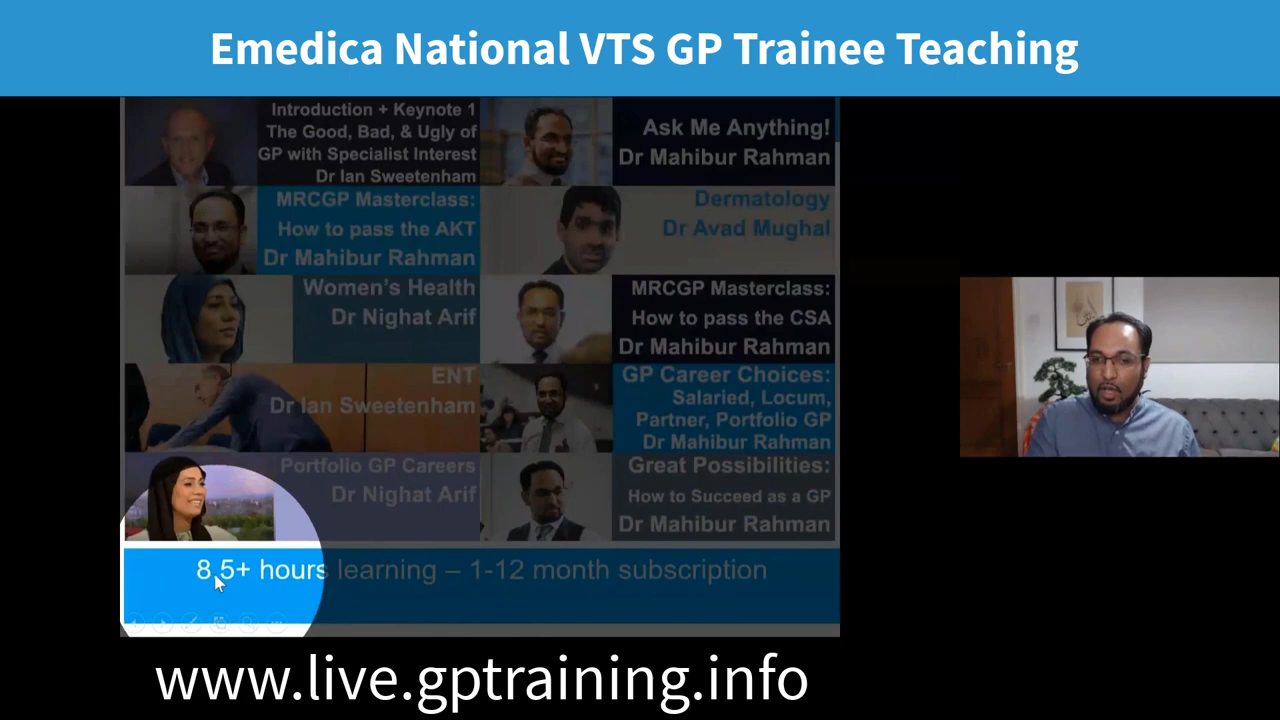 Emedica National VTS GP Trainee Teaching
Introduction + Keynote 1
The Good, Bad, & Ugly of
GP with Specialist Interest
Dr Ian Sweetenham
Ask Me Anything!
Dr Mahibur Rahman
MRCGP Masterclass:
How to pass the AKT
Dr Mahibur Rahman
Dermatology
Dr Avad Mughal
Women's Health
Dr Nighat Arif
MRCGP Masterclass:
How to pass the CSA
Dr Mahibur Rahman
ENT
Dr Ian Sweetenham
GP Career Choices:
Salaried, Locum,
Partner, Portfolio GP
Dr Mahibur Rahman
Portfolio GP Careers
Dr Nighat Arif
Great Possibilities:
How to Succeed as a GP
Dr Mahibur Rahman
8.5+ hours learning – 1-12 month subscription
www.live.gptraining.info